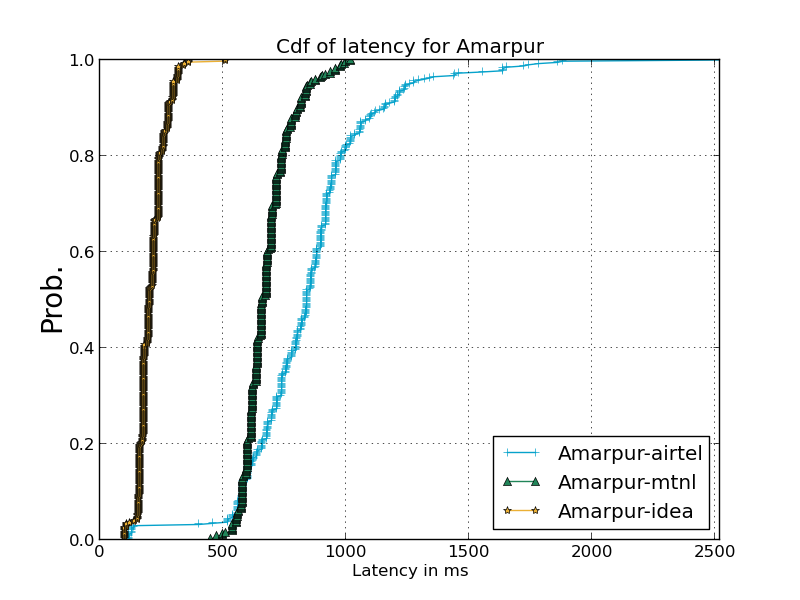 Cdf of latency for Amarpur
1.0
0.8
0.6
0.4
0.2
0.0
Prob.
0 500 1000 1500 2000 2500
Latency in ms
Amarpur-airtel
Amarpur-mtnl
Amarpur-idea